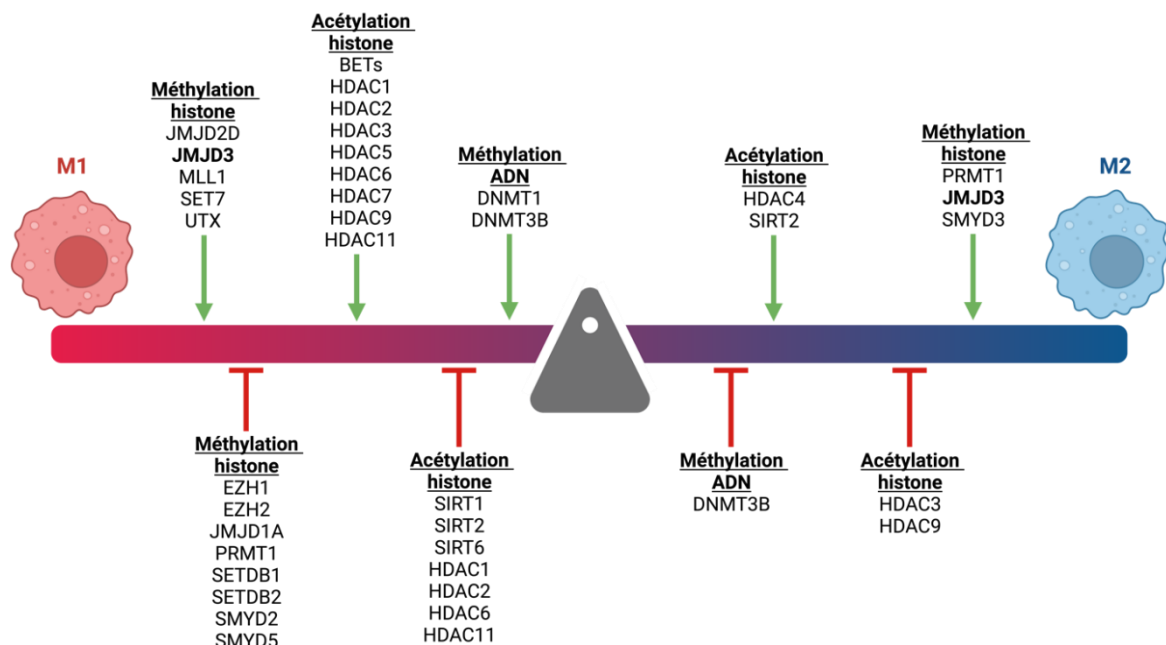 M1
Méthylation
histone
JMJD2D
JMJD3
MLL1
SET7
UTX
Acétylation
histone
BETs
HDAC1
HDAC2
HDAC3
HDAC5
HDAC6
HDAC7
HDAC9
HDAC11
Méthylation
ADN
DNMT1
DNMT3B
Acétylation
histone
HDAC4
SIRT2
Méthylation
histone
PRMT1
JMJD3
SMYD3
M2
Méthylation
histone
EZH1
EZH2
JMJD1A
PRMT1
SETDB1
SETDB2
SMYD2
SMYD5
Acétylation
histone
SIRT1
SIRT2
SIRT6
HDAC1
HDAC2
HDAC6
HDAC11
Méthylation
ADN
DNMT3B
Acétylation
histone
HDAC3
HDAC9